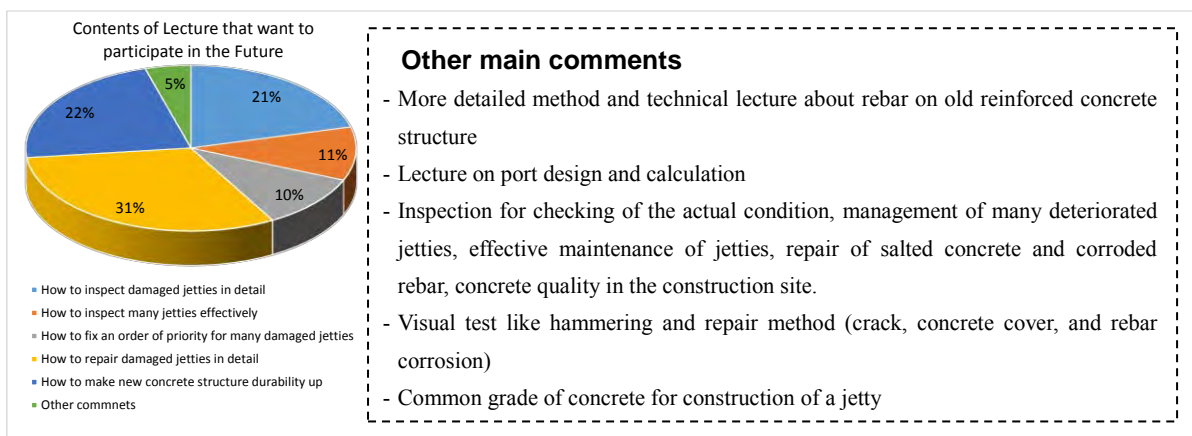 Contents of Lecture that want to
participate in the Future
5%
21%
22%
11%
10%
31%
How to inspect damaged jetties in detail
How to inspect many jetties effectively
How to fix an order of priority for many damaged jetties
How to repair damaged jetties in detail
How to make new concrete structure durability up
Other commnets
Other main comments
- More detailed method and technical lecture about rebar on old reinforced concrete
structure
- Lecture on port design and calculation
- Inspection for checking of the actual condition, management of many deteriorated
jetties, effective maintenance of jetties, repair of salted concrete and corroded
rebar, concrete quality in the construction site.
- Visual test like hammering and repair method (crack, concrete cover, and rebar
corrosion)
- Common grade of concrete for construction of a jetty